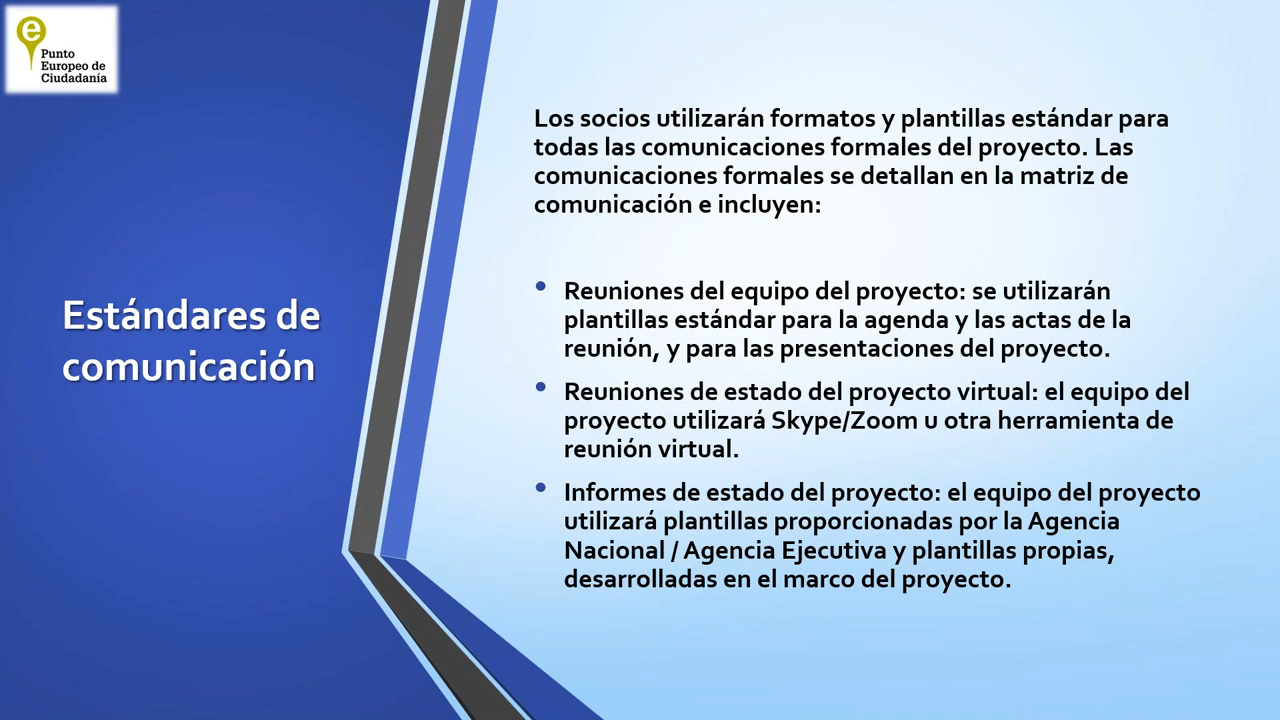 e
Punto
Europeo de
Ciudadanía
Estándares de
comunicación
Los socios utilizarán formatos y plantillas estándar para
todas las comunicaciones formales del proyecto. Las
comunicaciones formales se detallan en la matriz de
comunicación e incluyen:
• Reuniones del equipo del proyecto: se utilizarán
plantillas estándar para la agenda y las actas de la
reunión, y para las presentaciones del proyecto.
• Reuniones de estado del proyecto virtual: el equipo del
proyecto utilizará Skype/Zoom u otra herramienta de
reunión virtual.
• Informes de estado del proyecto: el equipo del proyecto
utilizará plantillas proporcionadas por la Agencia
Nacional / Agencia Ejecutiva y plantillas propias,
desarrolladas en el marco del proyecto.